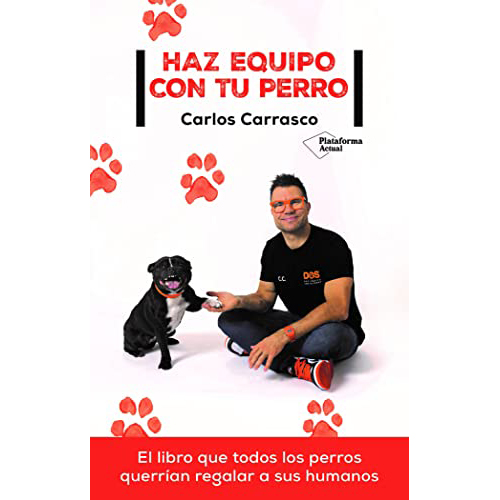 HAZ EQUIPO
CON TU PERRO
Carlos Carrasco
Plataforma
Actual
C.C.
El libro que todos los perros
querrían regalar a sus humanos